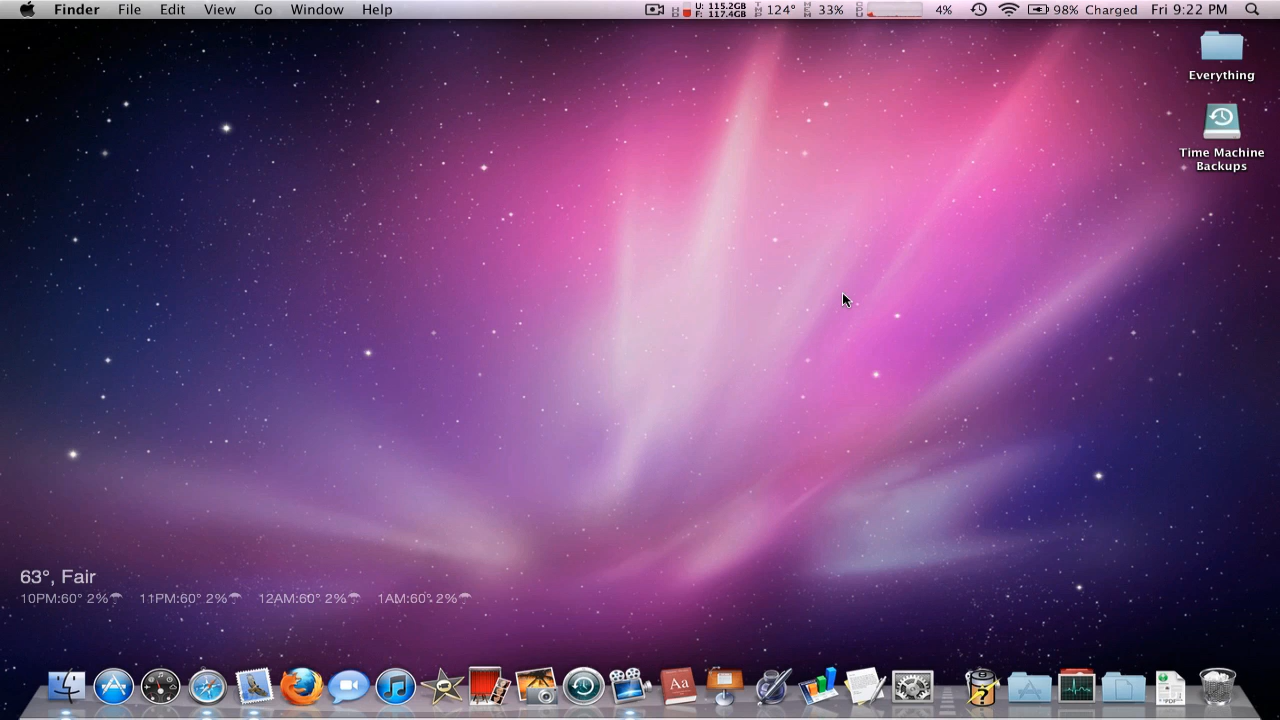 Finder File Edit View Go Window Help
U: 115.2GB
F: 117.4GB
124° 33% 4% 98% Charged Fri 9:22 PM
Everything
Time Machine
Backups
63°, Fair
10PM:60° 2% 11PM:60° 2% 12AM:60° 2% 1AM:60° 2%
Aa
?
PDF